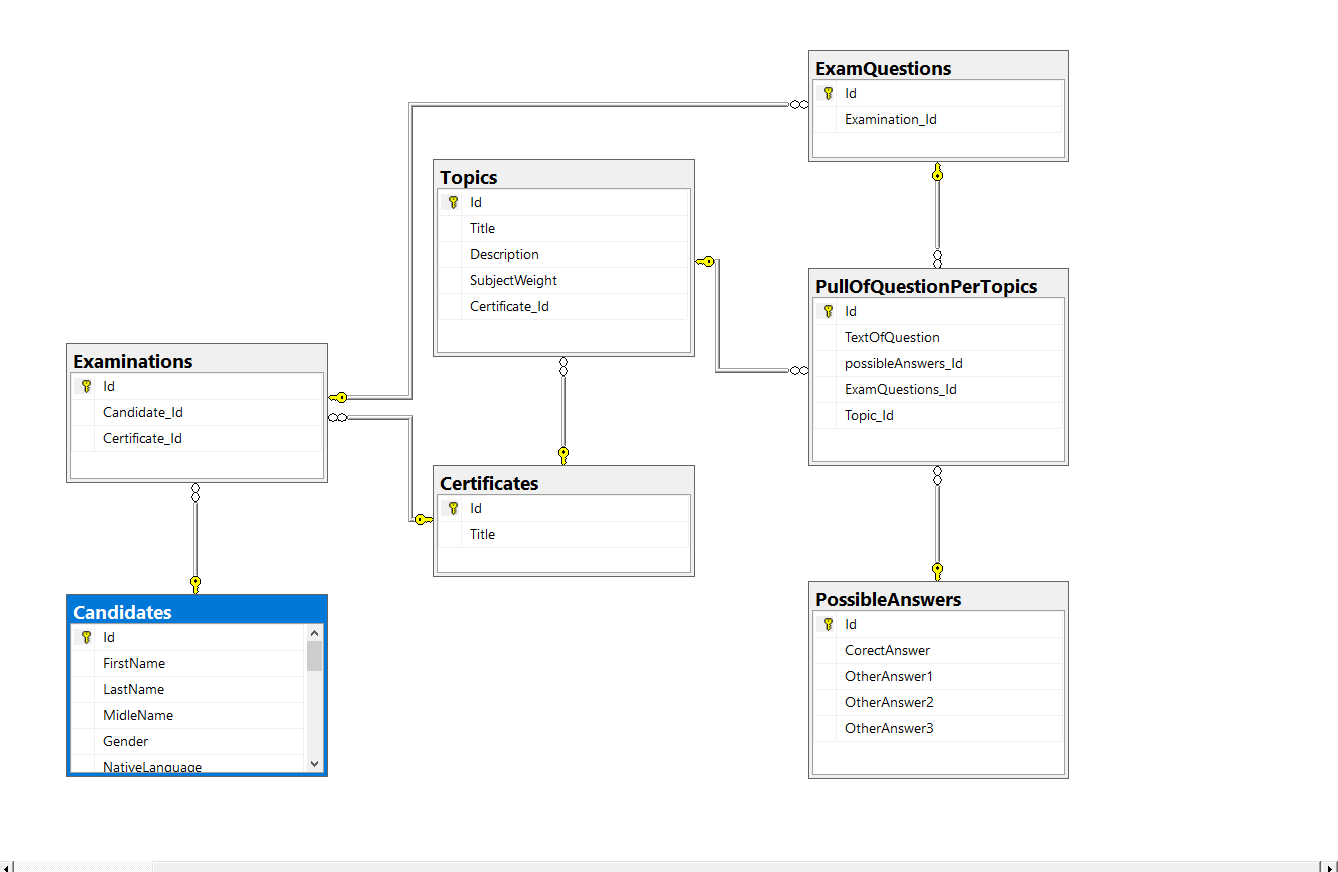 ExamQuestions
Id
Examination_Id
Topics
Id
Title
Description
SubjectWeight
Certificate_Id
PullOfQuestionPerTopics
Id
TextOfQuestion
possibleAnswers_Id
ExamQuestions_Id
Topic_Id
Examinations
Id
Candidate_Id
Certificate_Id
Certificates
Id
Title
Candidates
Id
FirstName
LastName
MidleName
Gender
NativeLanguage
PossibleAnswers
Id
CorectAnswer
OtherAnswer1
OtherAnswer2
OtherAnswer3